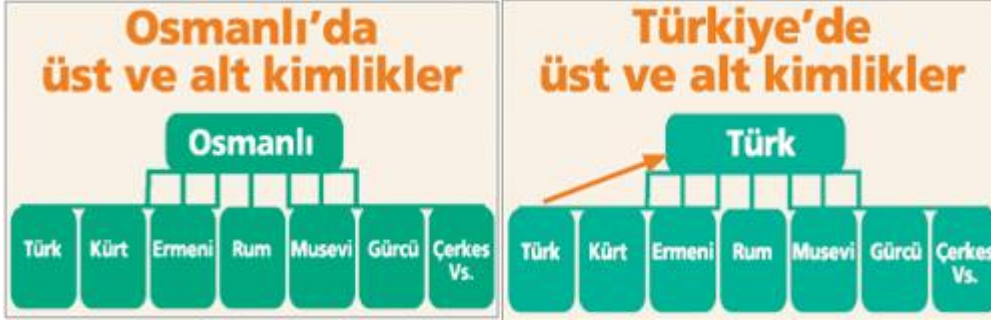 Osmanlı'da
üst ve alt kimlikler
Osmanlı
Türk
Kürt
Ermeni
Rum
Musevi
Gürcü
Çerkes
Vs.
Türkiye'de
üst ve alt kimlikler
Türk
Türk
Kürt
Ermeni
Rum
Musevi
Gürcü
Çerkes
Vs.